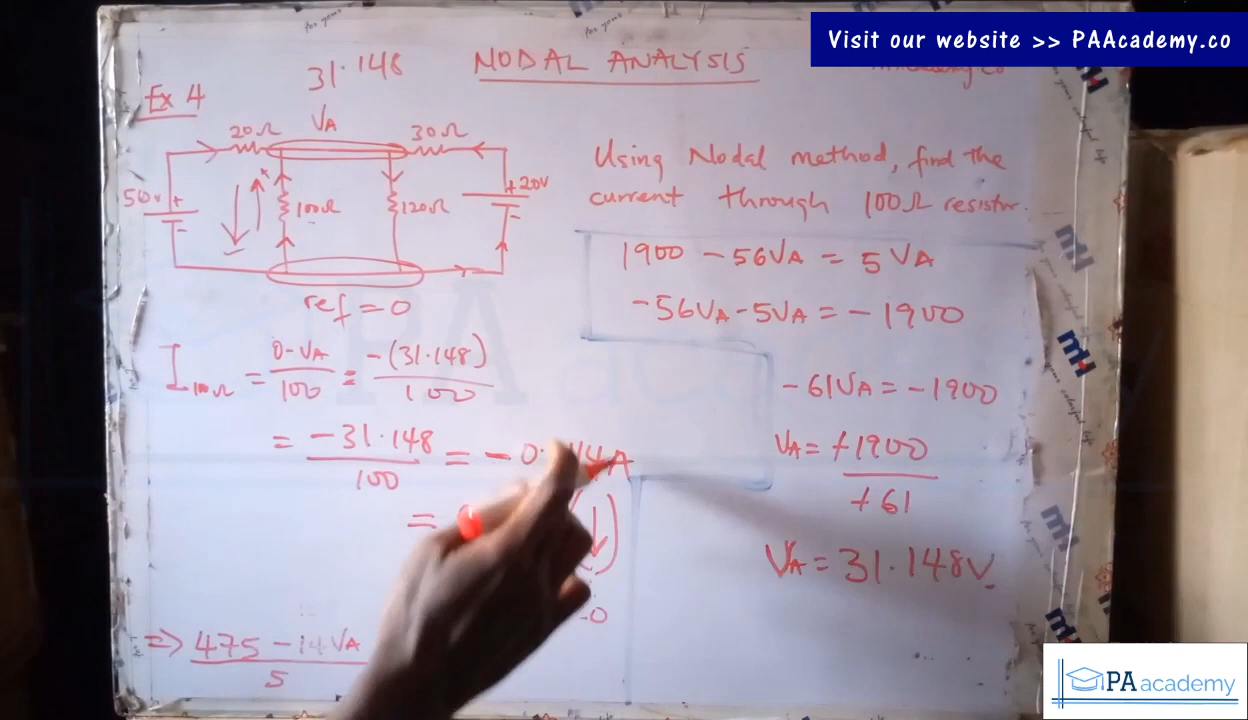 Visit our website >> PAAcademy.co
NODAL ANALYSIS
31.148
Ex 4
VA
20Ω
30Ω
50v
+
-
100Ω
120Ω
+
20V
-
ref = 0
Using Nodal method, find the
current through 100Ω resistor.
1900 - 56VA = 5VA
-56VA - 5VA = -1900
-61VA = -1900
VA = +1900
+61
VA = 31.148V
I100Ω = 0-VA / 100 = -(31.148) / 100
= -31.148 / 100 = -0.
=
(↓)
=> 475 - 14VA
5
PA academy